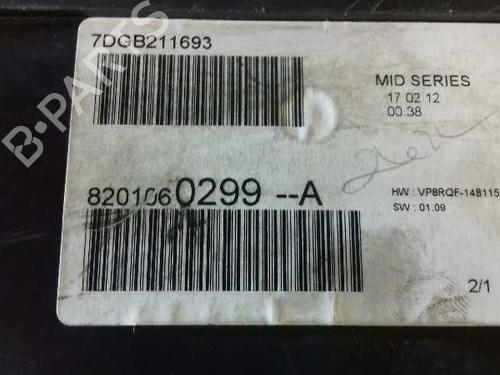 7DGB211693
MID SERIES
17 02 12
00.38
8201060299 --A
HW : VP8RQF-14B115
SW : 01.09
2/1
B-PARTS